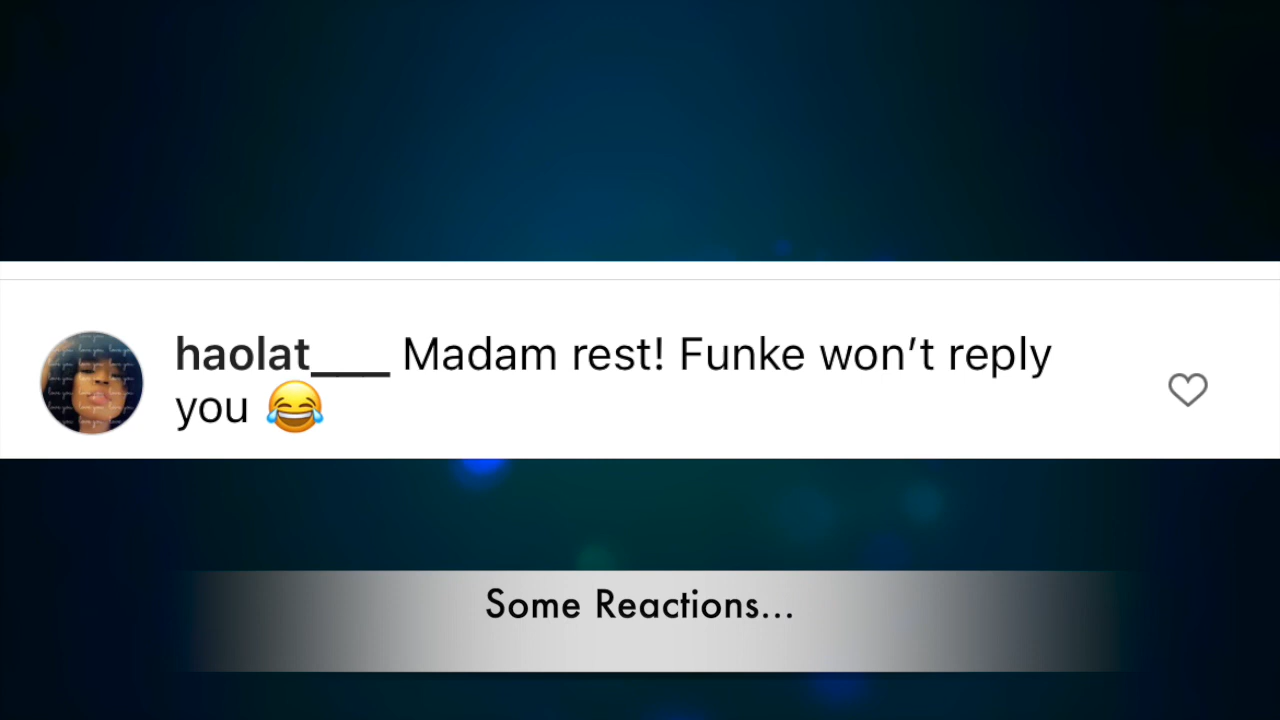 haolat___ Madam rest! Funke won’t reply
you 😂
Some Reactions...